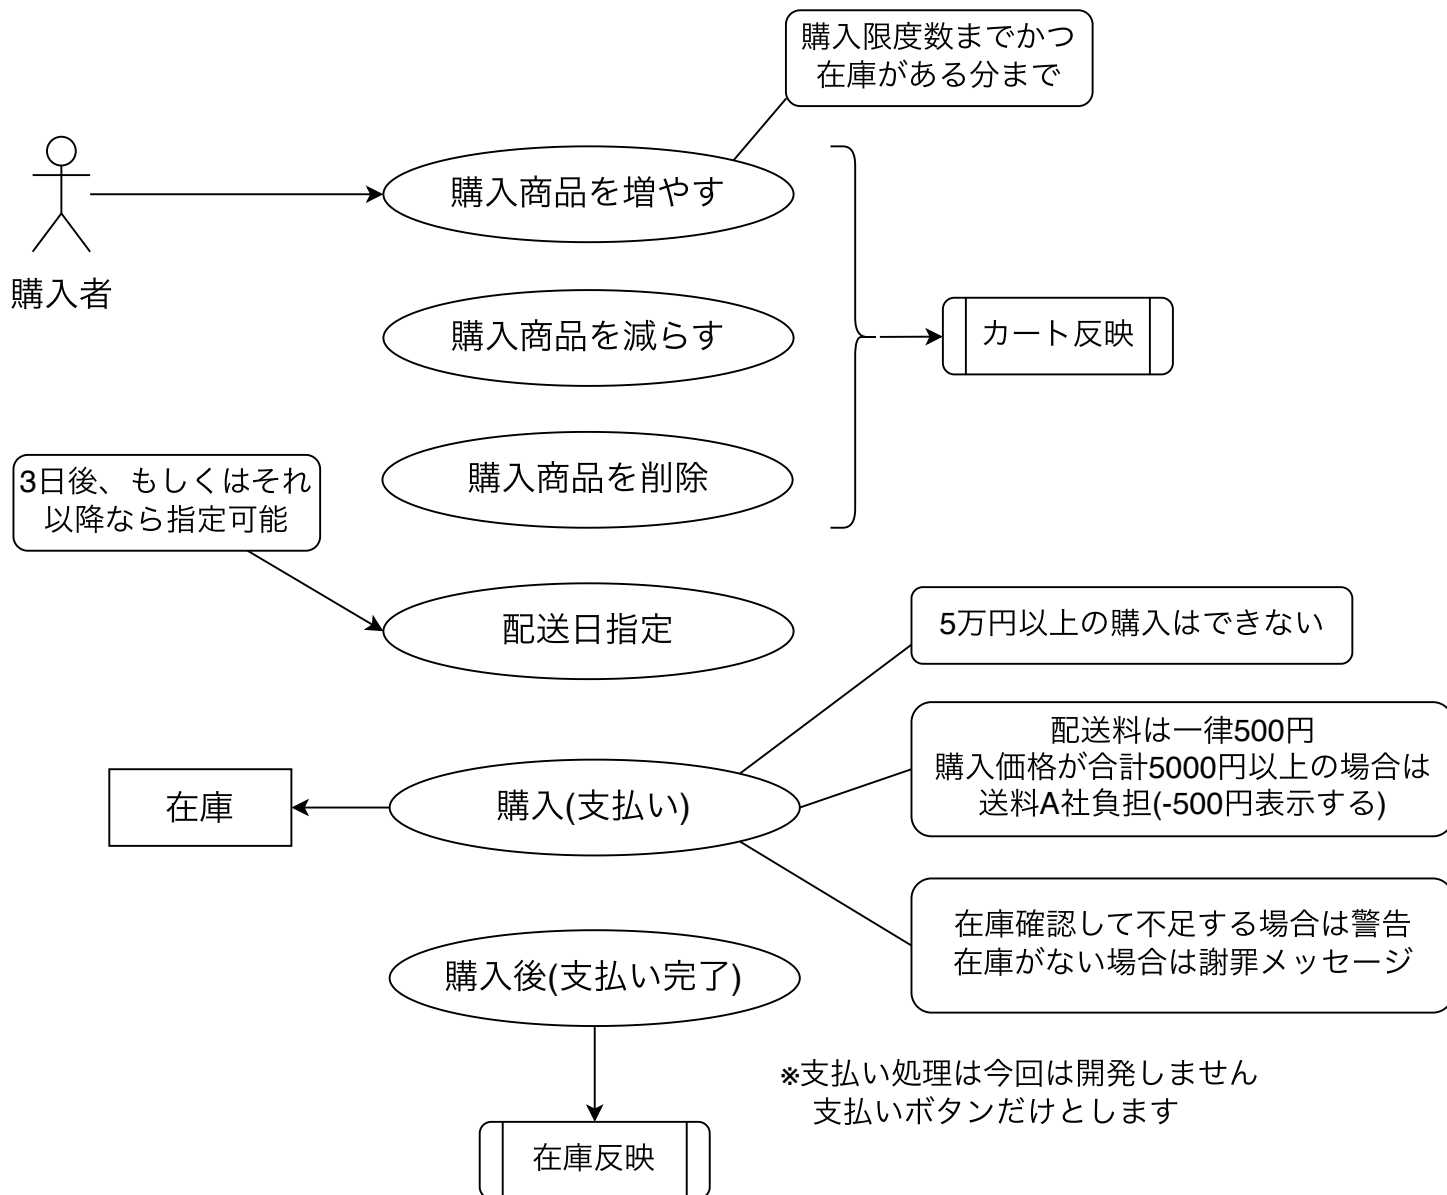 購入限度数までかつ
在庫がある分まで
購入商品を増やす
購入者
購入商品を減らす
カート反映
購入商品を削除
3日後、もしくはそれ
以降なら指定可能
配送日指定
5万円以上の購入はできない
配送料は一律500円
購入価格が合計5000円以上の場合は
送料A社負担(-500円表示する)
在庫
購入(支払い)
在庫確認して不足する場合は警告
在庫がない場合は謝罪メッセージ
購入後(支払い完了)
※支払い処理は今回は開発しません
支払いボタンだけとします
在庫反映